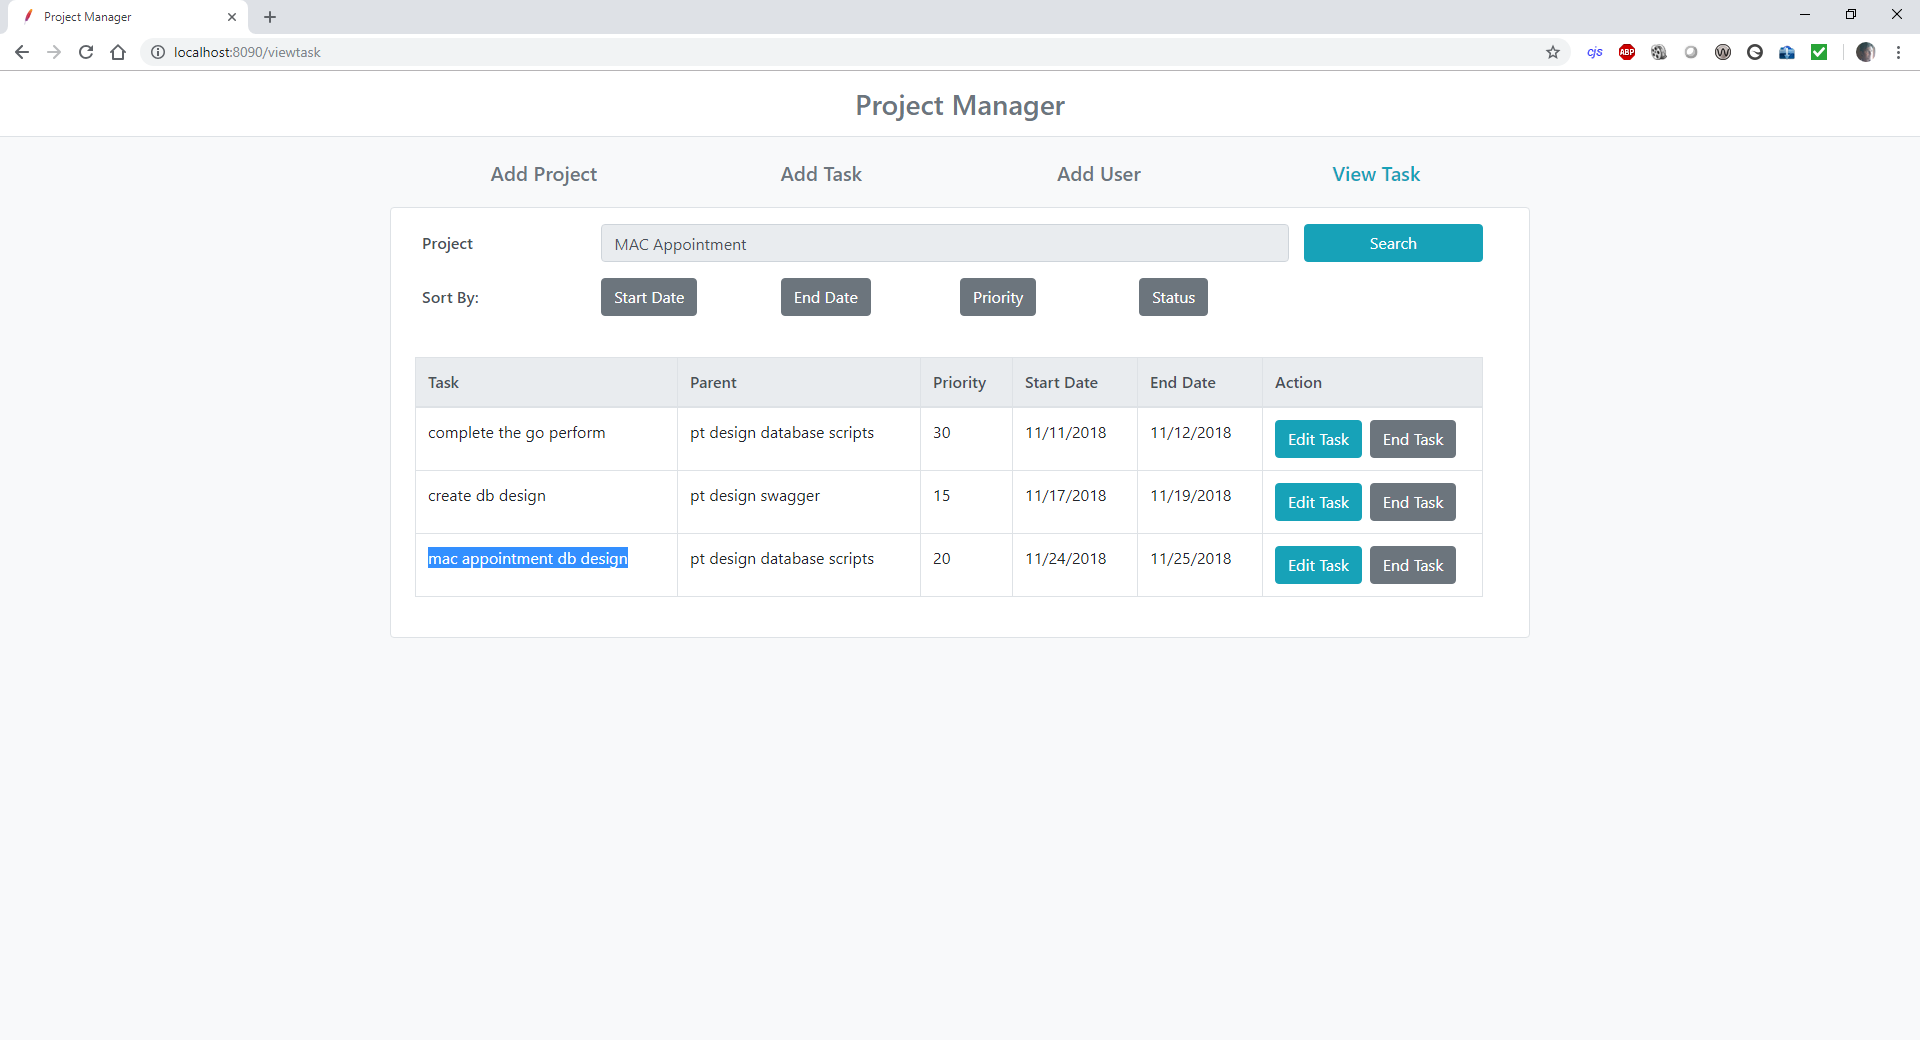 Project Manager
localhost:8090/viewtask
cjs
ABP
Project Manager
Add Project Add Task Add User View Task
Project MAC Appointment Search
Sort By: Start Date End Date Priority Status
Task Parent Priority Start Date End Date Action
complete the go perform pt design database scripts 30 11/11/2018 11/12/2018 Edit Task End Task
create db design pt design swagger 15 11/17/2018 11/19/2018 Edit Task End Task
mac appointment db design pt design database scripts 20 11/24/2018 11/25/2018 Edit Task End Task